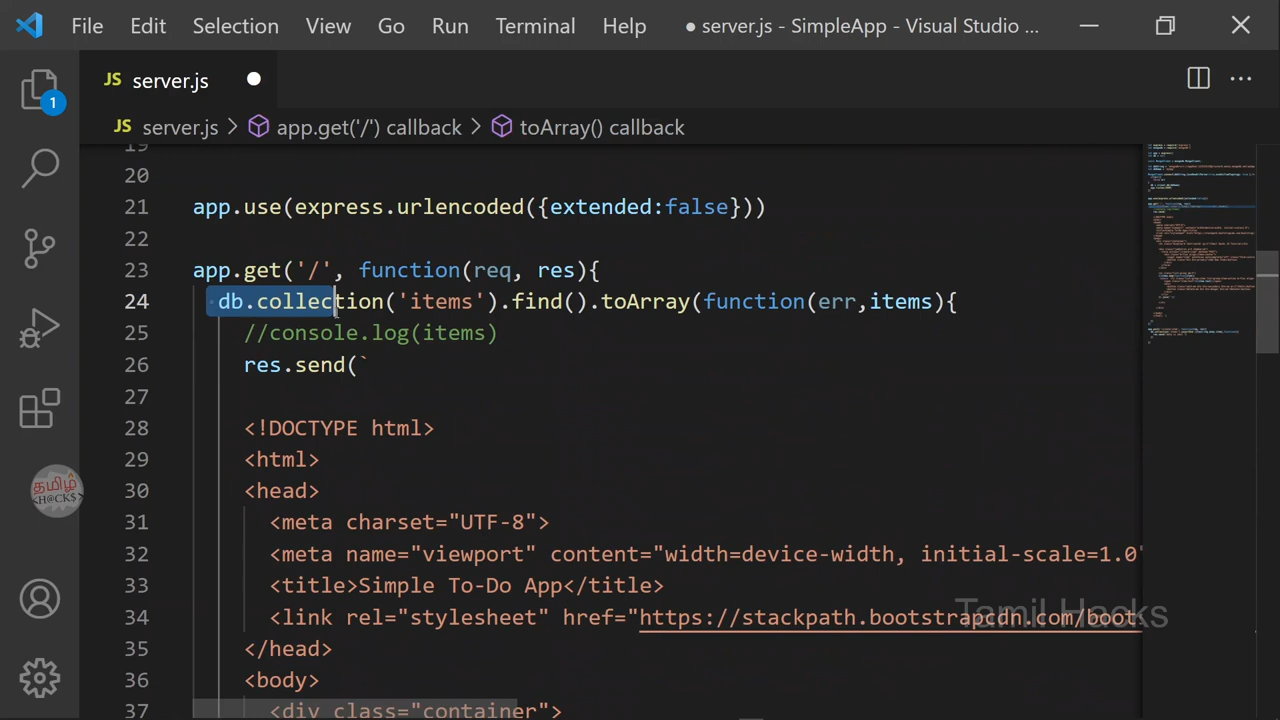 File Edit Selection View Go Run Terminal Help ● server.js - SimpleApp - Visual Studio ...
1
JS server.js
JS server.js > app.get('/') callback > toArray() callback
19
20
21 app.use(express.urlencoded({extended:false}))
22
23 app.get('/', function(req, res){
24 db.collection('items').find().toArray(function(err,items){
25 //console.log(items)
26 res.send(`
27
28 <!DOCTYPE html>
29 <html>
30 <head>
தமிழ்
<H@CK$>
31 <meta charset="UTF-8">
32 <meta name="viewport" content="width=device-width, initial-scale=1.0"
33 <title>Simple To-Do App</title>
34 <link rel="stylesheet" href="https://stackpath.bootstrapcdn.com/boot
Tamil Hacks
35 </head>
36 <body>
37 <div class="container">